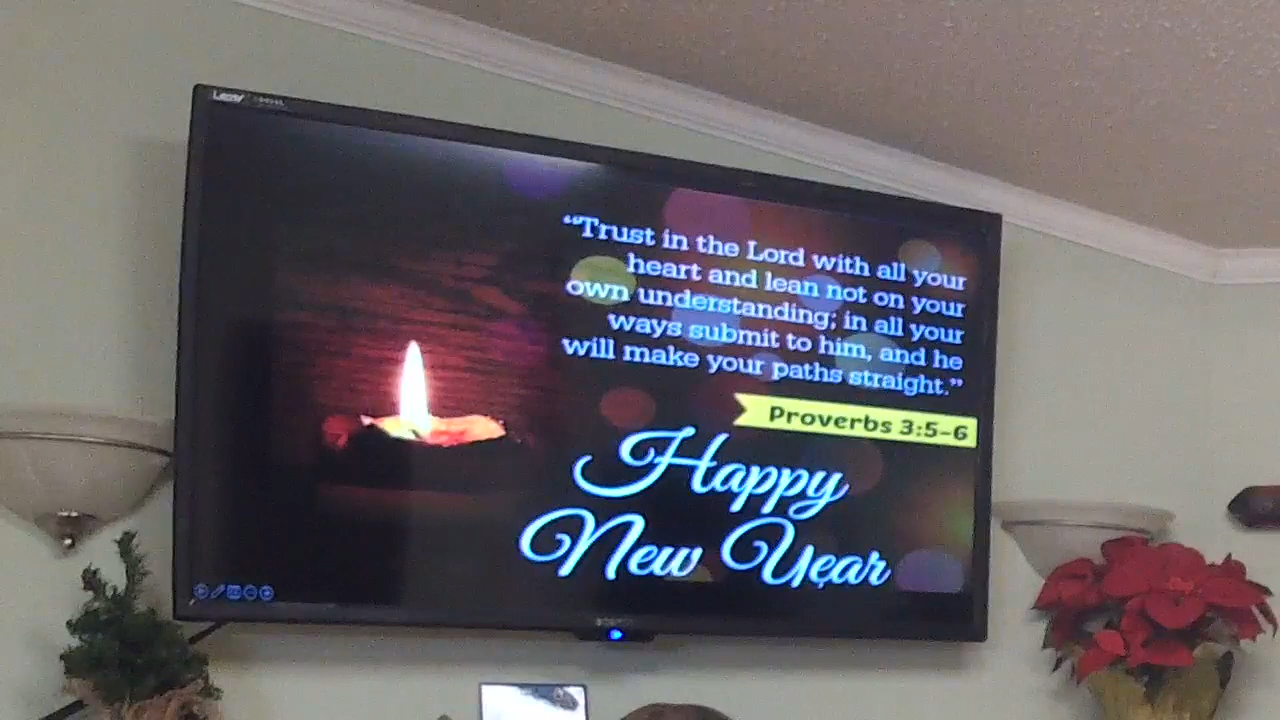 “Trust in the Lord with all your
heart and lean not on your
own understanding; in all your
ways submit to him, and he
will make your paths straight.”
Proverbs 3:5-6
Happy
New Year